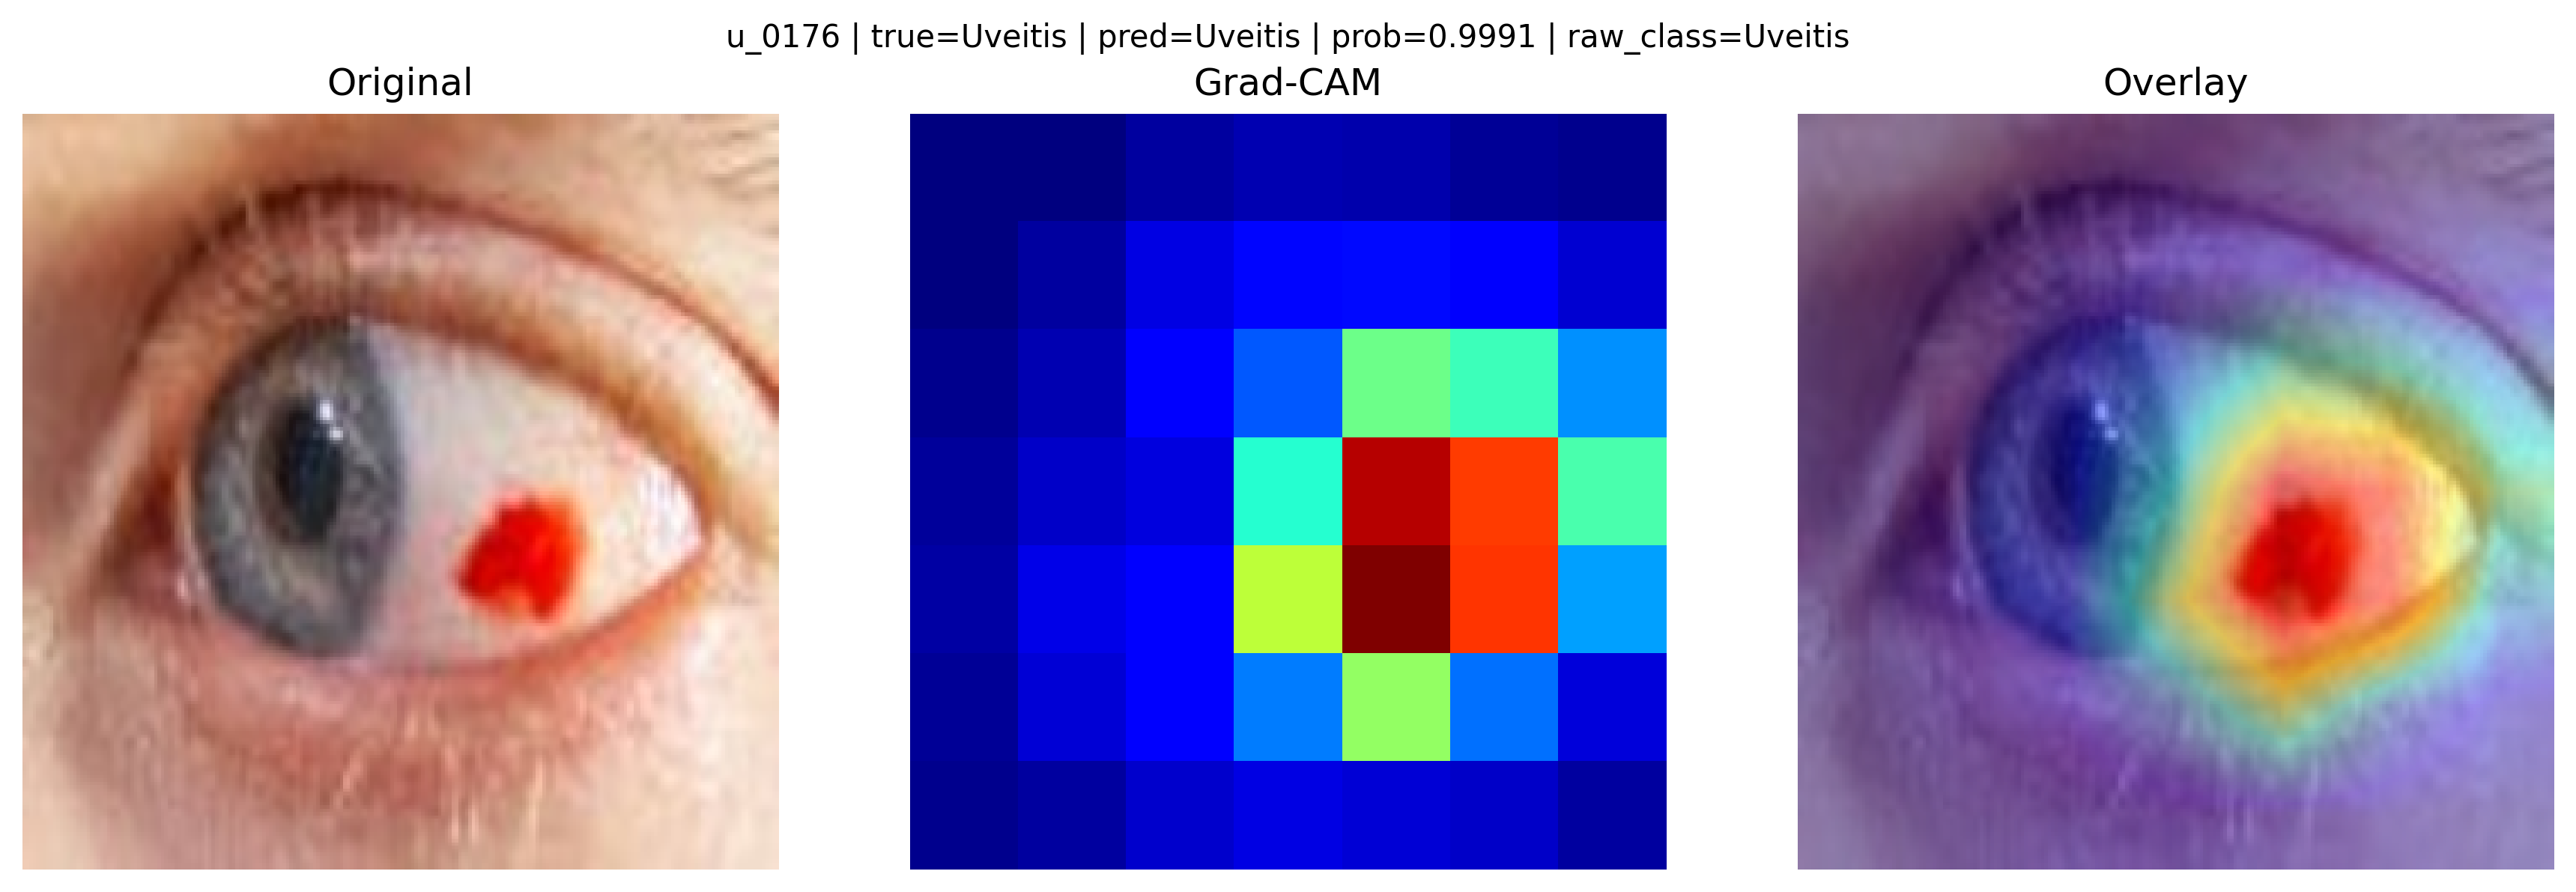 u_0176 | true=Uveitis | pred=Uveitis | prob=0.9991 | raw_class=Uveitis
Original
Grad-CAM
Overlay